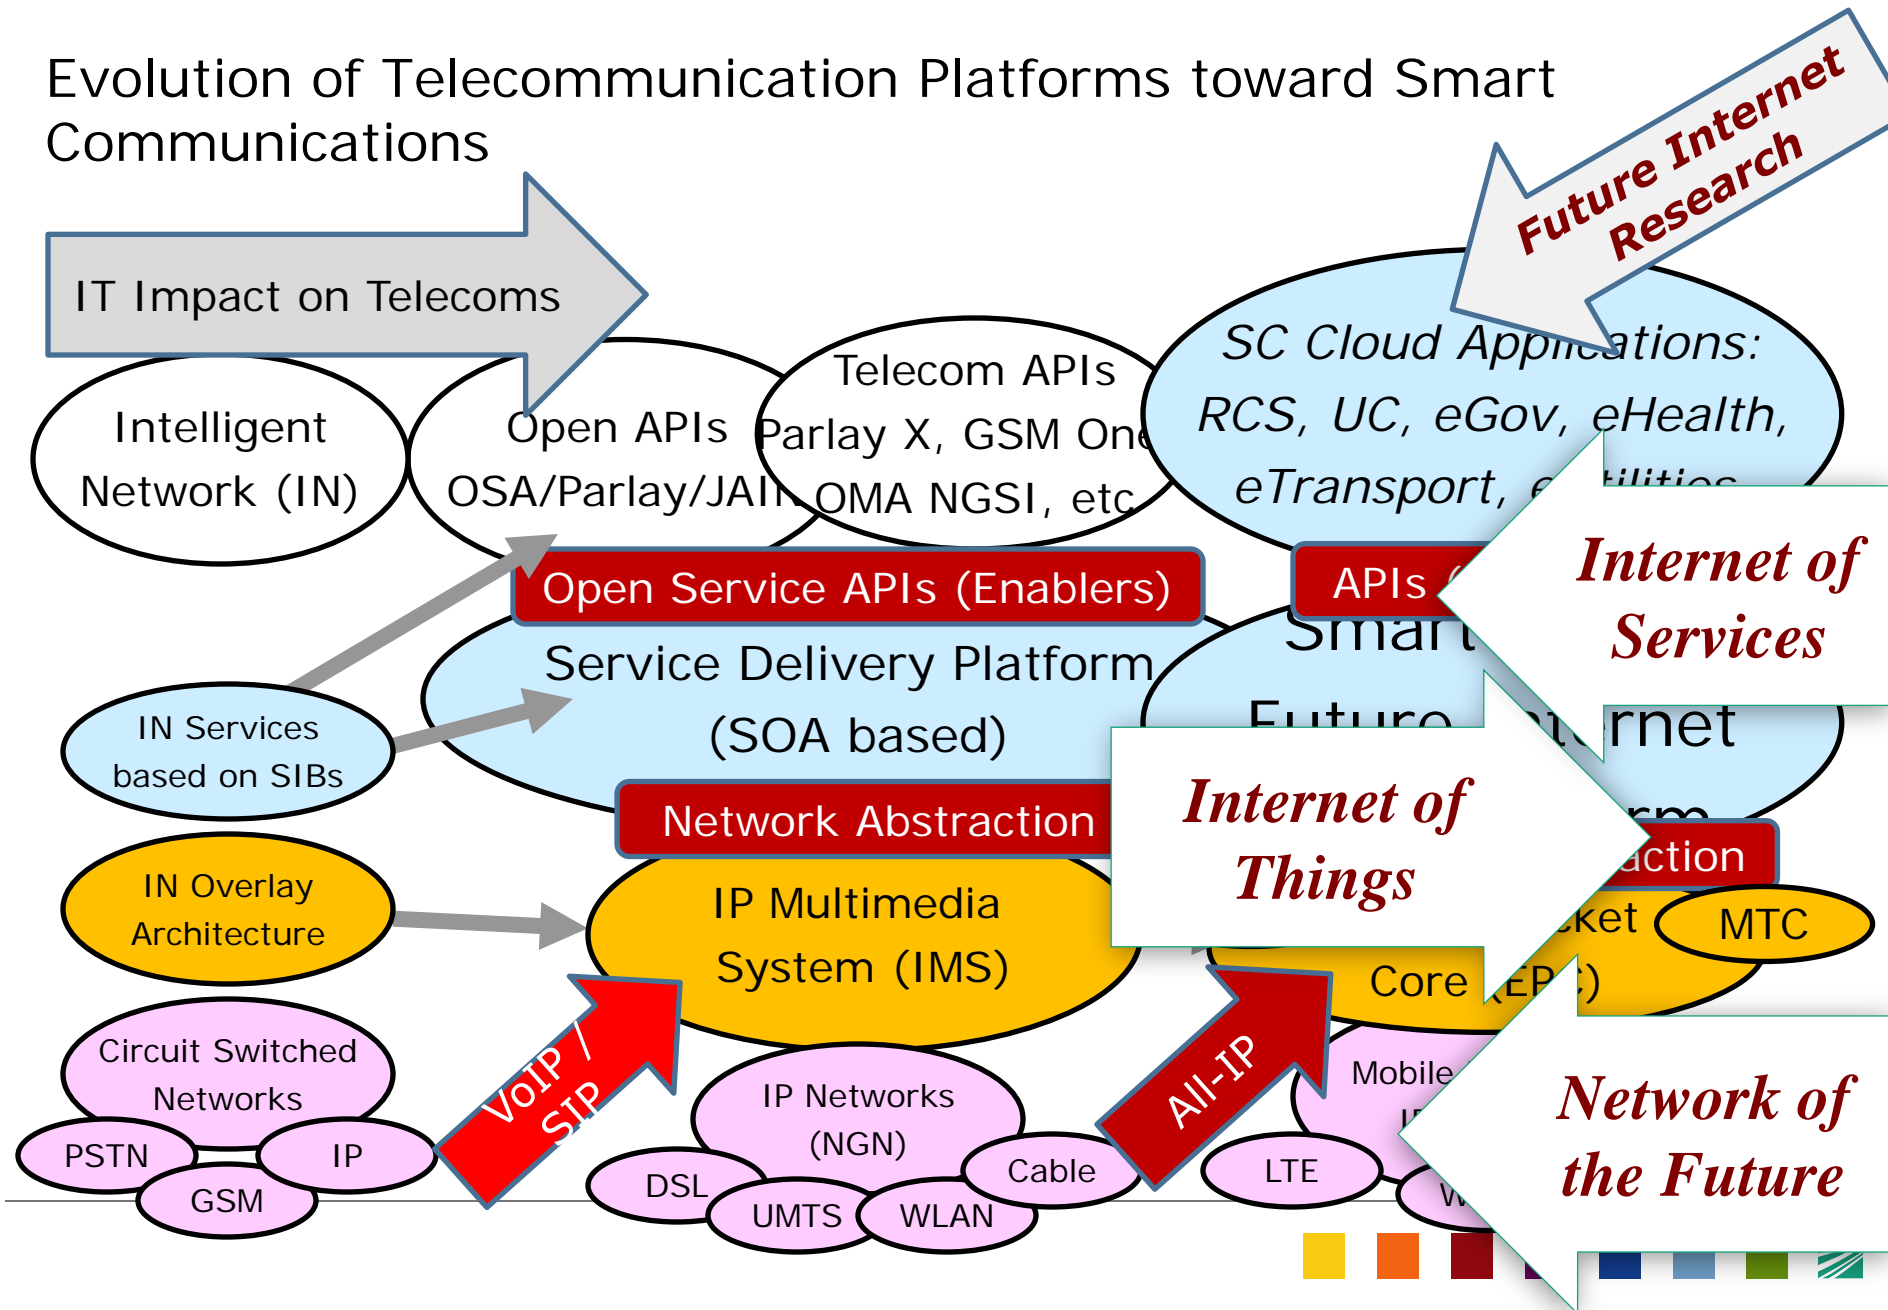 Evolution of Telecommunication Platforms toward Smart
Communications
Future Internet
Research
IT Impact on Telecoms
Intelligent
Network (IN)
Open APIs
OSA/Parlay/JAIN
Telecom APIs
Parlay X, GSM One
OMA NGSI, etc
SC Cloud Applications:
RCS, UC, eGov, eHealth,
eTransport,
Open Service APIs (Enablers)
APIs (
Internet of
Services
Service Delivery Platform
(SOA based)
Smart
Future Internet
IN Services
based on SIBs
Network Abstraction
Internet of
Things
IN Overlay
Architecture
IP Multimedia
System (IMS)
Core (EPC)
MTC
Circuit Switched
Networks
PSTN
IP
GSM
VoIP /
SIP
IP Networks
(NGN)
DSL
UMTS
WLAN
Cable
All-IP
Mobile
LTE
Network of
the Future